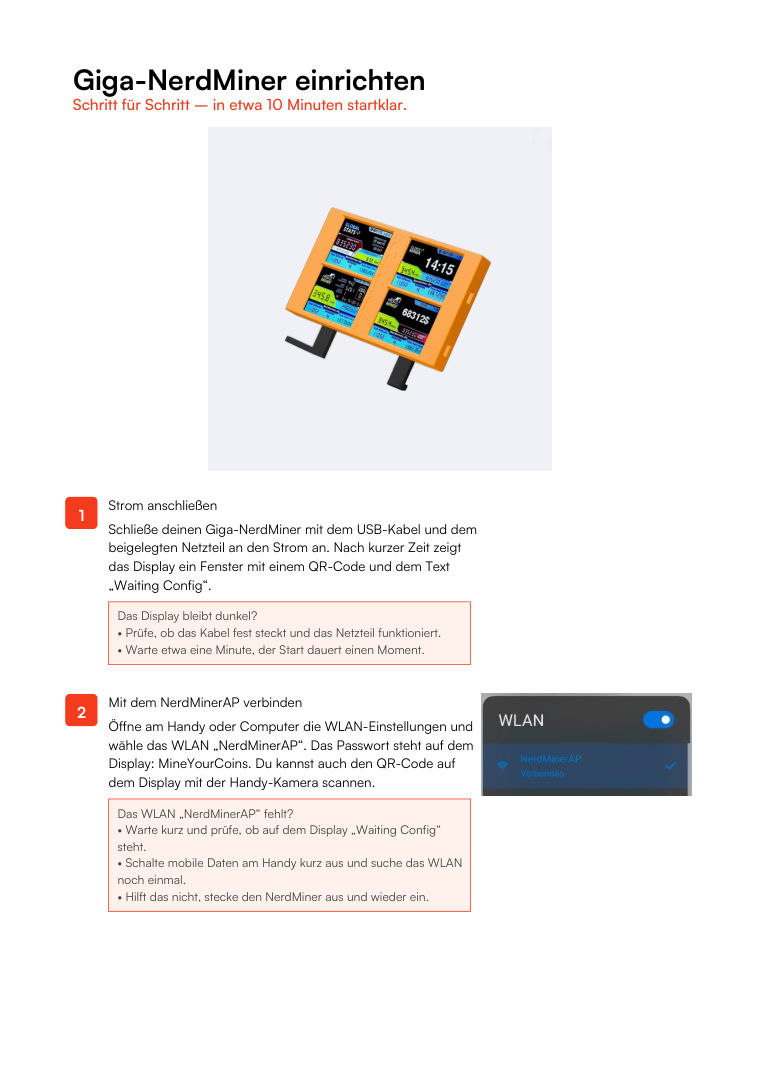 Giga-NerdMiner einrichten
Schritt für Schritt — in etwa 10 Minuten startklar.
GLOBAL
STATS
835290
14:15
345.8
68312$
1
Strom anschließen
Schließe deinen Giga-NerdMiner mit dem USB-Kabel und dem
beigelegten Netzteil an den Strom an. Nach kurzer Zeit zeigt
das Display ein Fenster mit einem QR-Code und dem Text
„Waiting Config“.
Das Display bleibt dunkel?
• Prüfe, ob das Kabel fest steckt und das Netzteil funktioniert.
• Warte etwa eine Minute, der Start dauert einen Moment.
2
Mit dem NerdMinerAP verbinden
Öffne am Handy oder Computer die WLAN-Einstellungen und
wähle das WLAN „NerdMinerAP“. Das Passwort steht auf dem
Display: MineYourCoins. Du kannst auch den QR-Code auf
dem Display mit der Handy-Kamera scannen.
WLAN
NerdMinerAP
Verbunden
Das WLAN „NerdMinerAP“ fehlt?
• Warte kurz und prüfe, ob auf dem Display „Waiting Config“
steht.
• Schalte mobile Daten am Handy kurz aus und suche das WLAN
noch einmal.
• Hilft das nicht, stecke den NerdMiner aus und wieder ein.